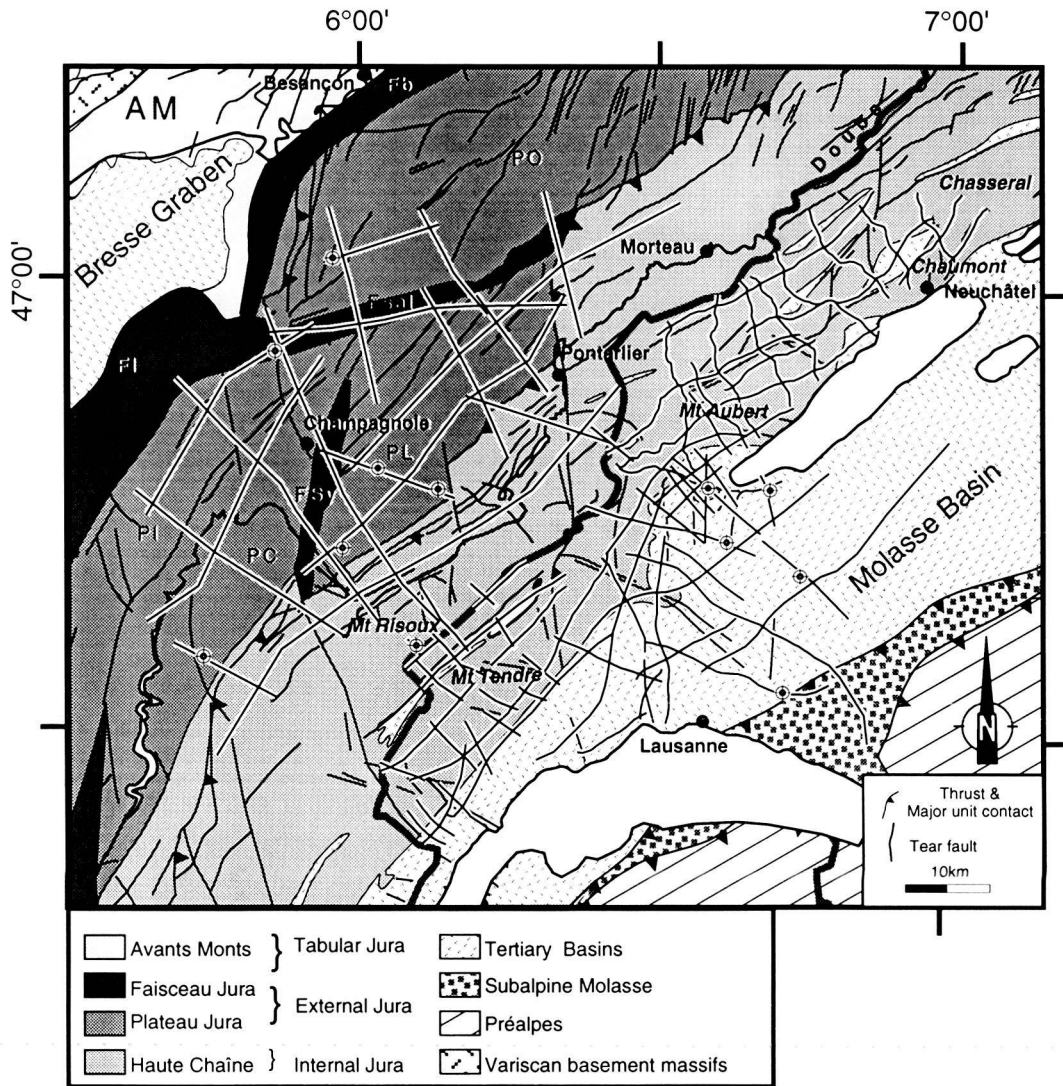 6°00'
7°00'
47°00'
Besançon
Fb
AM
Bresse Graben
PO
Doubs
Chasseral
Morteau
Chaumont
Neuchâtel
Fsal
Fl
Pontarlier
Mt Aubert
Champagnole
PL
FSy
Pl
PC
Molasse Basin
Mt Risoux
Mt Tendre
Lausanne
N
Thrust &
Major unit contact
Tear fault
10km
Avants Monts } Tabular Jura
Faisceau Jura } External Jura
Plateau Jura
Haute Chaîne } Internal Jura
Tertiary Basins
Subalpine Molasse
Préalpes
Variscan basement massifs